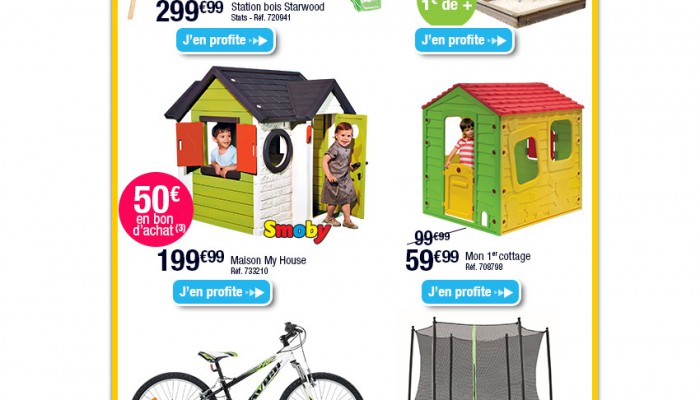 299€99 Station bois Starwood
Stats - Réf. 720941
J'en profite
1€ de +
J'en profite
50€
en bon
d'achat (3)
Smoby
199€99 Maison My House
Réf. 733210
J'en profite
99€99
59€99 Mon 1er cottage
Réf. 708798
J'en profite